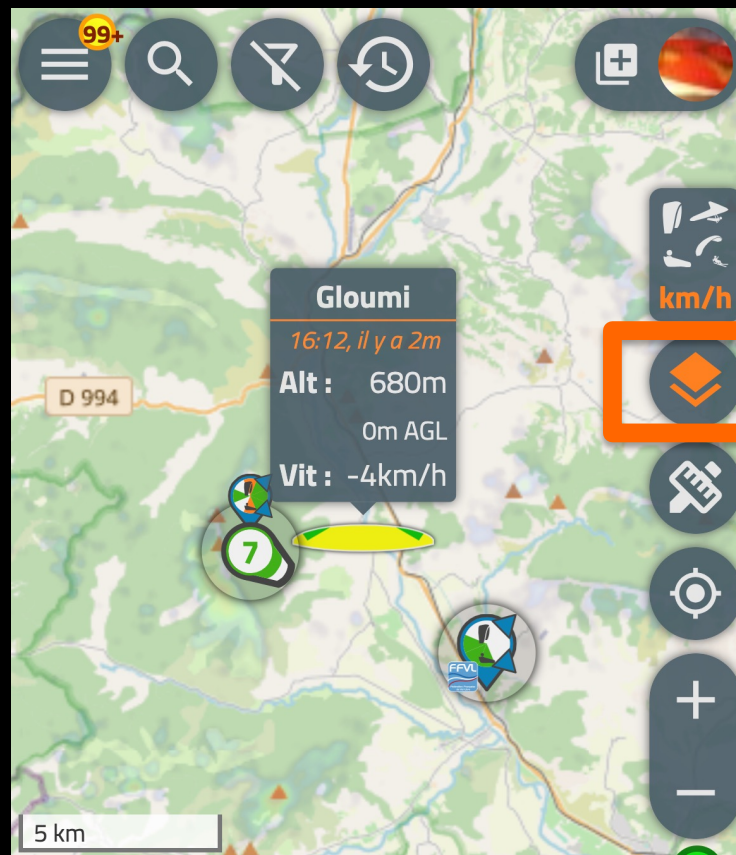 99+
km/h
Gloumi
16:12, il y a 2m
Alt : 680m
0m AGL
Vit : -4km/h
D 994
7
FFVL
5 km